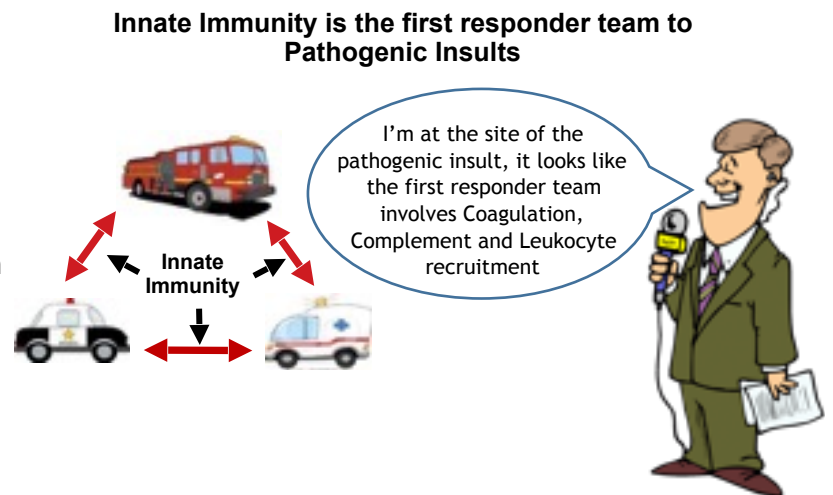 Innate Immunity is the first responder team to
Pathogenic Insults
I'm at the site of the
pathogenic insult, it looks like
the first responder team
involves Coagulation,
Complement and Leukocyte
recruitment
Innate
Immunity